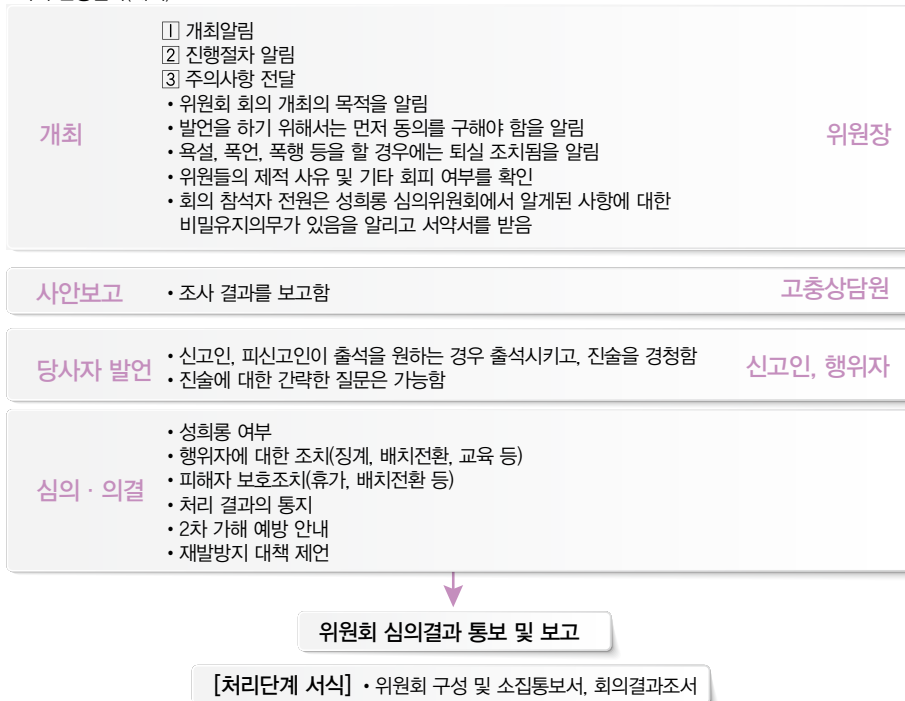 개최
1 개최알림
2 진행절차 알림
3 주의사항 전달
• 위원회 회의 개최의 목적을 알림
• 발언을 하기 위해서는 먼저 동의를 구해야 함을 알림
• 욕설, 폭언, 폭행 등을 할 경우에는 퇴실 조치됨을 알림
• 위원들의 제적 사유 및 기타 회피 여부를 확인
• 회의 참석자 전원은 성희롱 심의위원회에서 알게된 사항에 대한
비밀유지의무가 있음을 알리고 서약서를 받음
위원장
사안보고
• 조사 결과를 보고함
고충상담원
당사자 발언
• 신고인, 피신고인이 출석을 원하는 경우 출석시키고, 진술을 경청함
• 진술에 대한 간략한 질문은 가능함
신고인, 행위자
심의 · 의결
• 성희롱 여부
• 행위자에 대한 조치(징계, 배치전환, 교육 등)
• 피해자 보호조치(휴가, 배치전환 등)
• 처리 결과의 통지
• 2차 가해 예방 안내
• 재발방지 대책 제언
위원회 심의결과 통보 및 보고
[처리단계 서식] • 위원회 구성 및 소집통보서, 회의결과조서